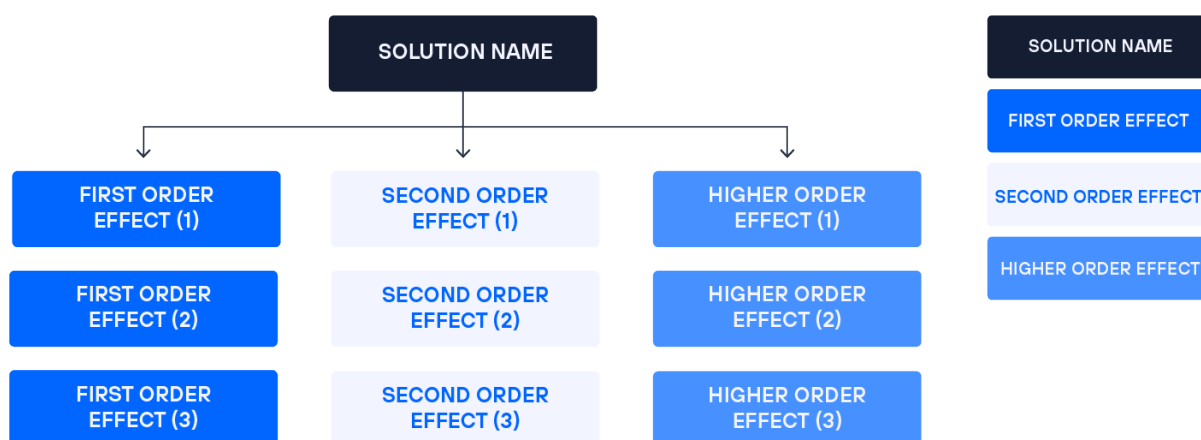 SOLUTION NAME
FIRST ORDER
EFFECT (1)
SECOND ORDER
EFFECT (1)
HIGHER ORDER
EFFECT (1)
FIRST ORDER
EFFECT (2)
SECOND ORDER
EFFECT (2)
HIGHER ORDER
EFFECT (2)
FIRST ORDER
EFFECT (3)
SECOND ORDER
EFFECT (3)
HIGHER ORDER
EFFECT (3)
SOLUTION NAME
FIRST ORDER EFFECT
SECOND ORDER EFFECT
HIGHER ORDER EFFECT